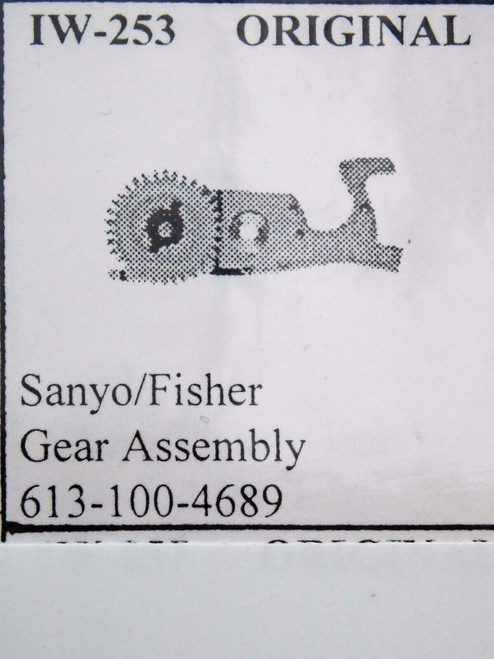 IW-253 ORIGINAL
Sanyo/Fisher
Gear Assembly
613-100-4689